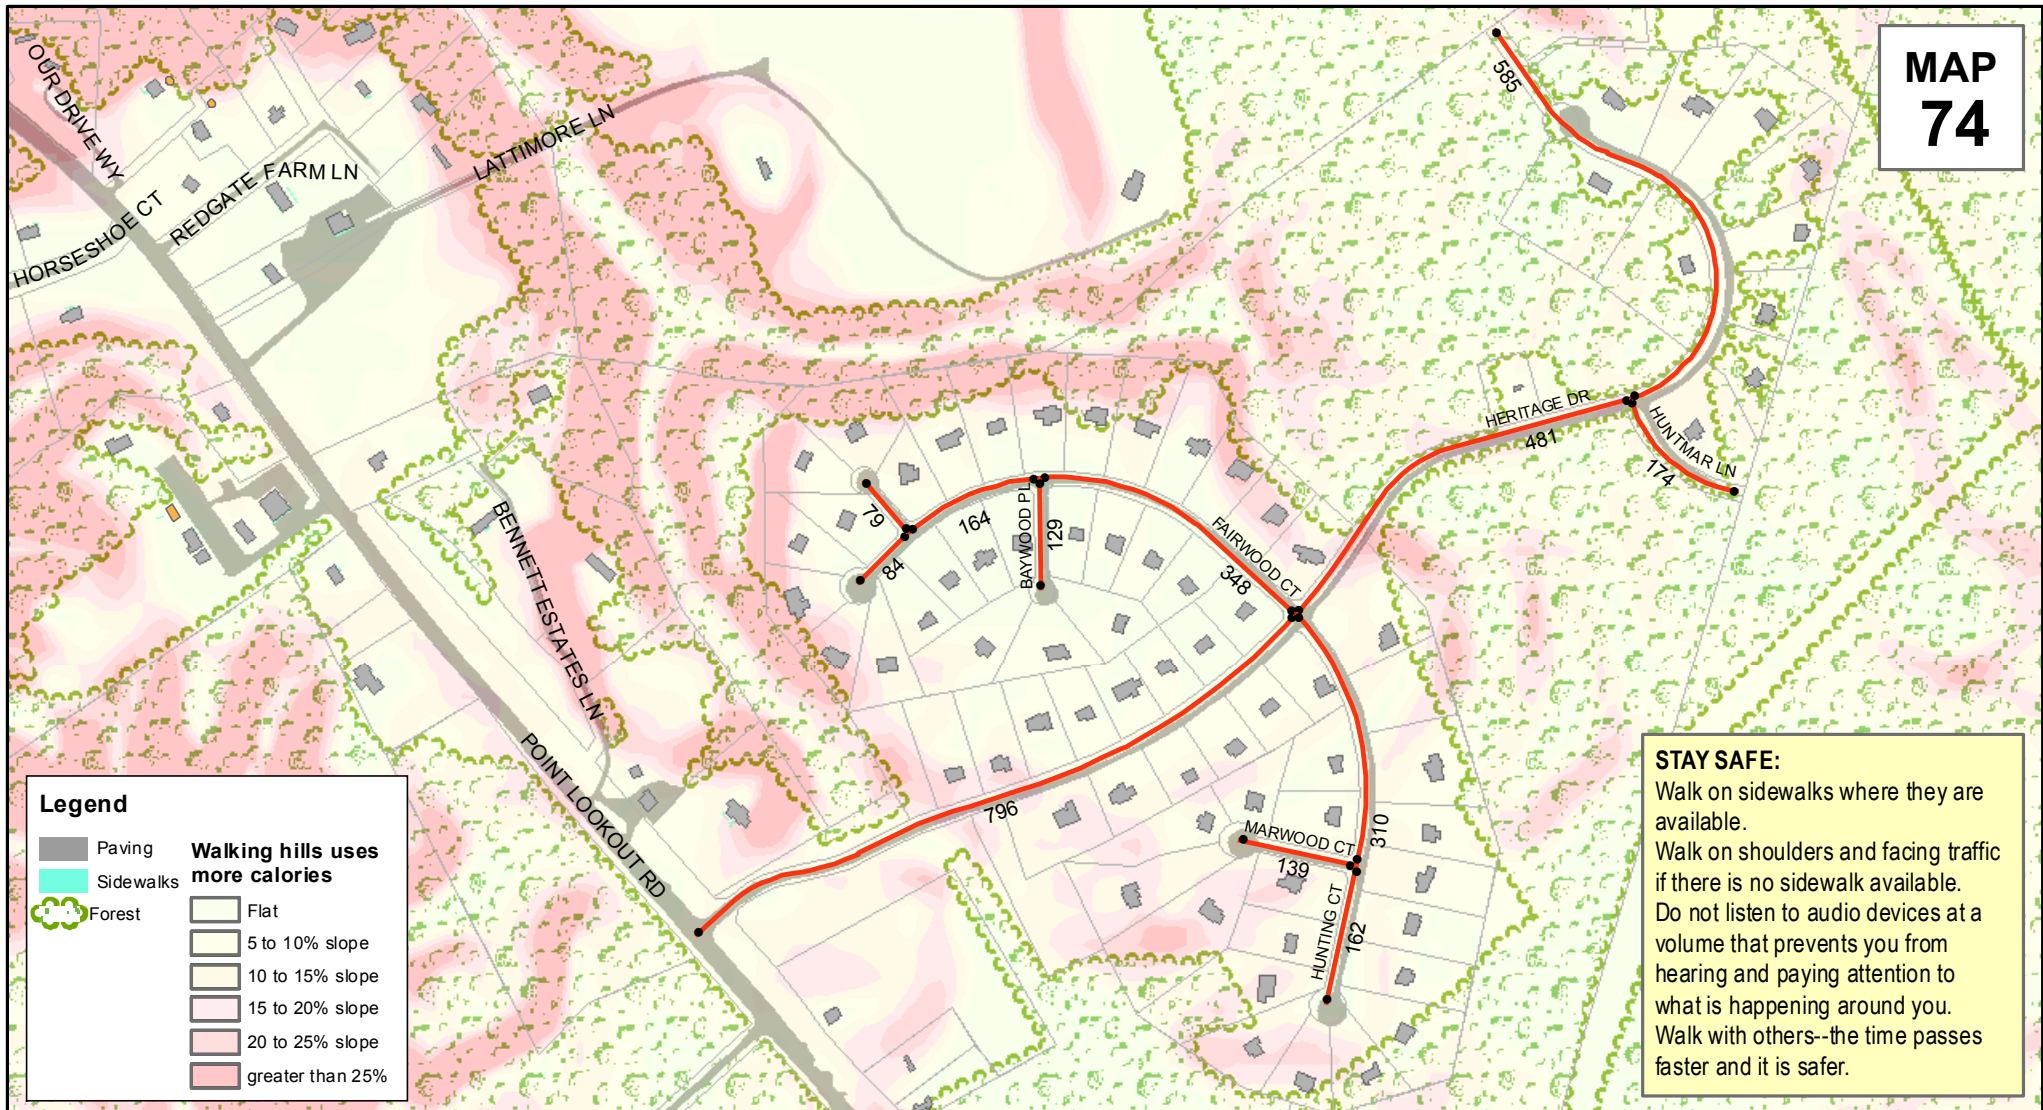 MAP
74
OUR DRIVE WY
HORSESHOE CT
REDGATE FARM LN
LATTIMORE LN
585
HERITAGE DR
481
HUNTMAR LN
174
79
84
164
BAYWOOD PL
129
FAIRWOOD CT
348
BENNETT ESTATES LN
POINT LOOKOUT RD
796
310
MARWOOD CT
139
HUNTING CT
162
Legend
Paving
Sidewalks
Forest
Walking hills uses
more calories
Flat
5 to 10% slope
10 to 15% slope
15 to 20% slope
20 to 25% slope
greater than 25%
STAY SAFE:
Walk on sidewalks where they are
available.
Walk on shoulders and facing traffic
if there is no sidewalk available.
Do not listen to audio devices at a
volume that prevents you from
hearing and paying attention to
what is happening around you.
Walk with others--the time passes
faster and it is safer.